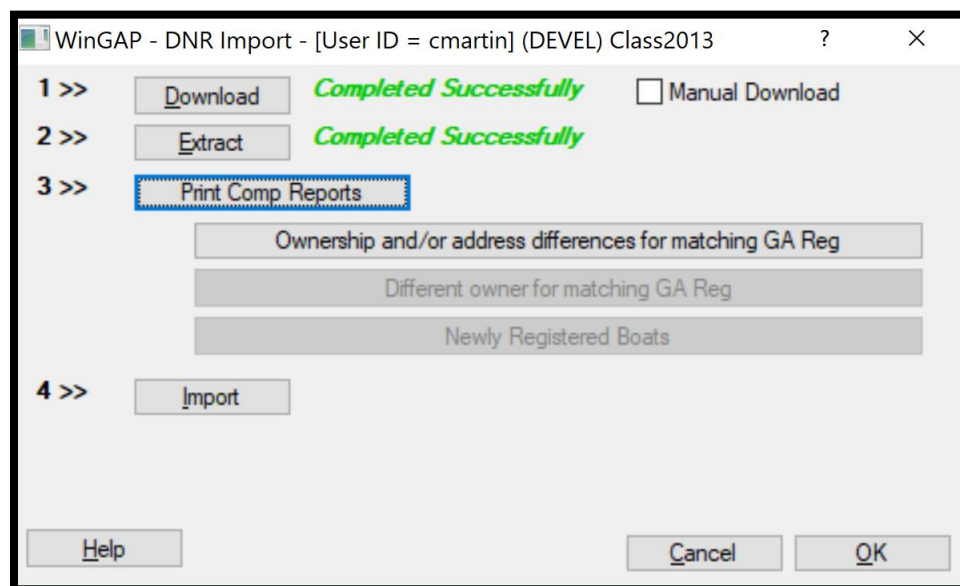 WinGAP - DNR Import - [User ID = cmartin] (DEVEL) Class2013 ?
1 >> Download Completed Successfully Manual Download
2 >> Extract Completed Successfully
3 >> Print Comp Reports
Ownership and/or address differences for matching GA Reg
Different owner for matching GA Reg
Newly Registered Boats
4 >> Import
Help Cancel OK